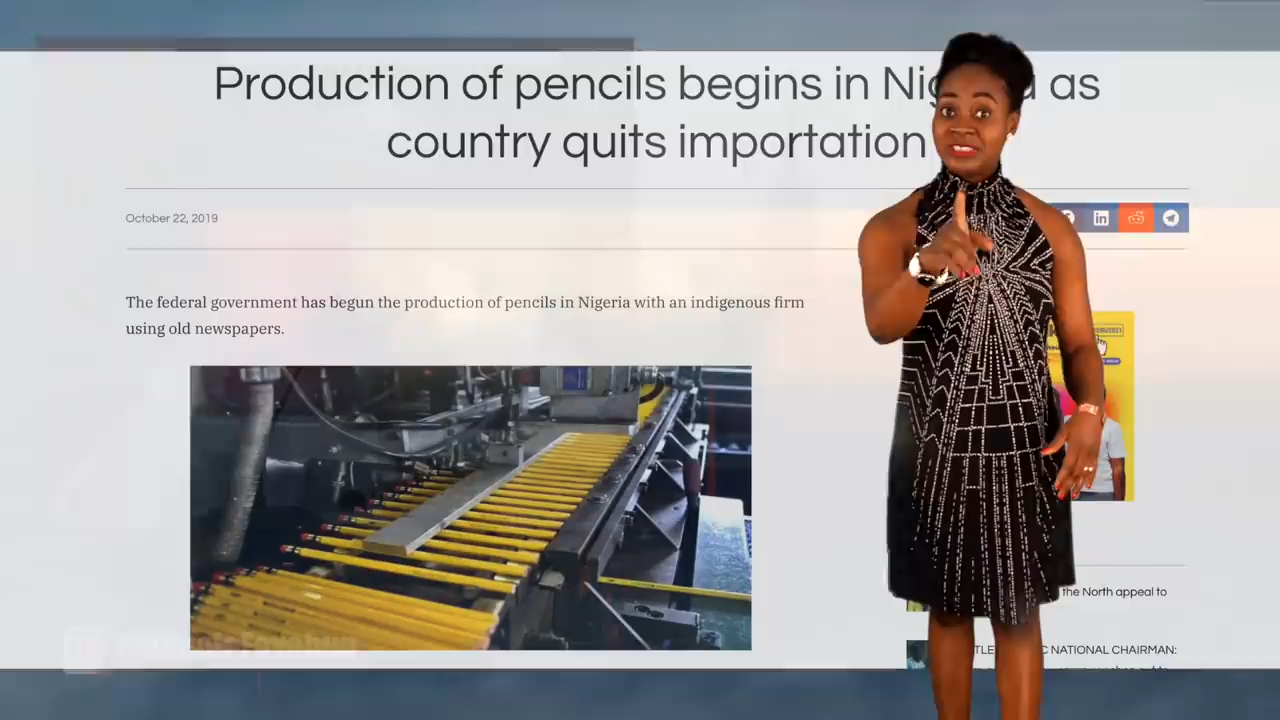 Production of pencils begins in Nigeria as
country quits importation
October 22, 2019
The federal government has begun the production of pencils in Nigeria with an indigenous firm
using old newspapers.
the North appeal to
NATIONAL CHAIRMAN: